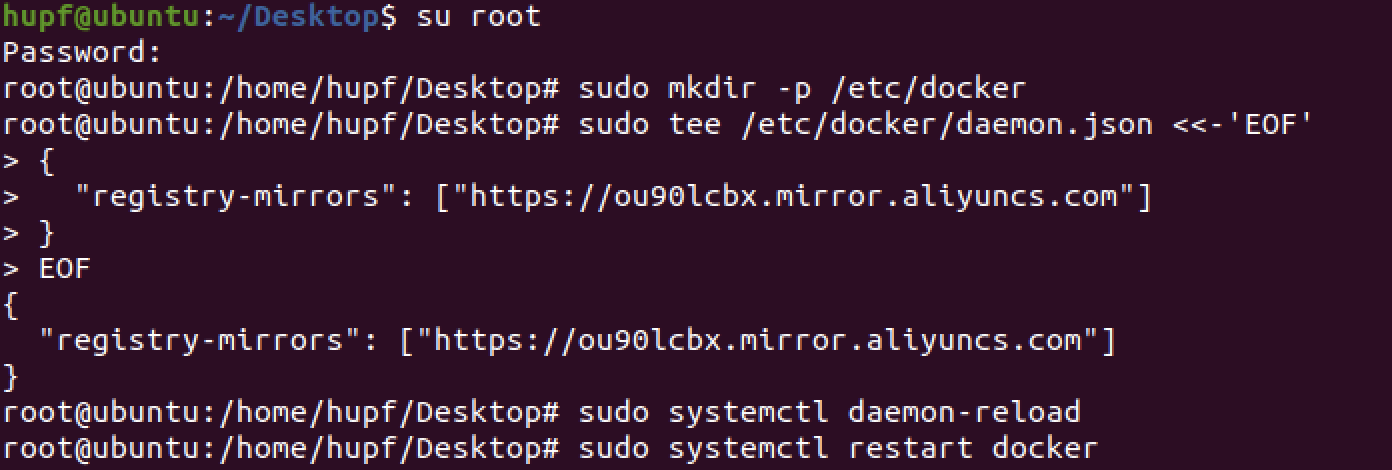 hupf@ubuntu:~/Desktop$ su root
Password:
root@ubuntu:/home/hupf/Desktop# sudo mkdir -p /etc/docker
root@ubuntu:/home/hupf/Desktop# sudo tee /etc/docker/daemon.json <<-'EOF'
> {
>   "registry-mirrors": ["https://ou90lcbx.mirror.aliyuncs.com"]
> }
> EOF
{
  "registry-mirrors": ["https://ou90lcbx.mirror.aliyuncs.com"]
}
root@ubuntu:/home/hupf/Desktop# sudo systemctl daemon-reload
root@ubuntu:/home/hupf/Desktop# sudo systemctl restart docker